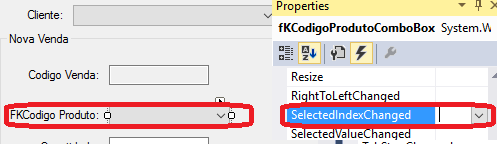 Cliente:
Nova Venda
Codigo Venda:
FKCodigo Produto:
Properties
fKCodigoProdutoComboBox System.W
Resize
RightToLeftChanged
SelectedIndexChanged
SelectedValueChanged